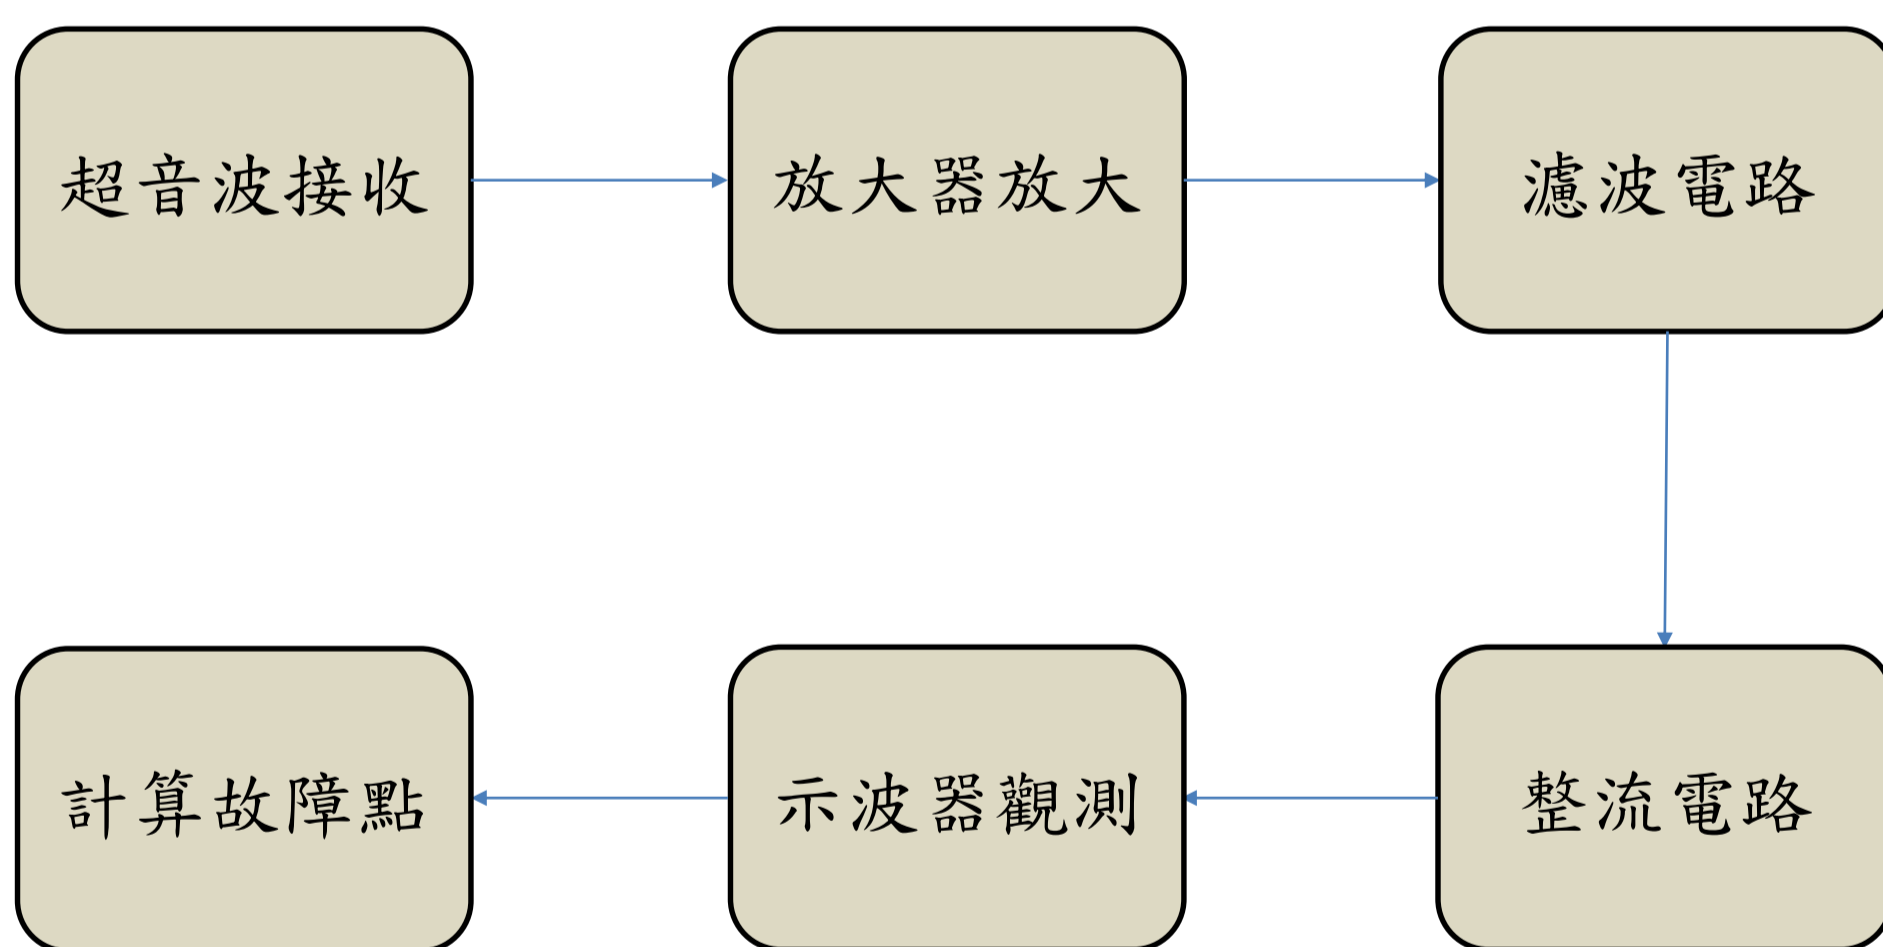 超音波接收
放大器放大
濾波電路
整流電路
示波器觀測
計算故障點